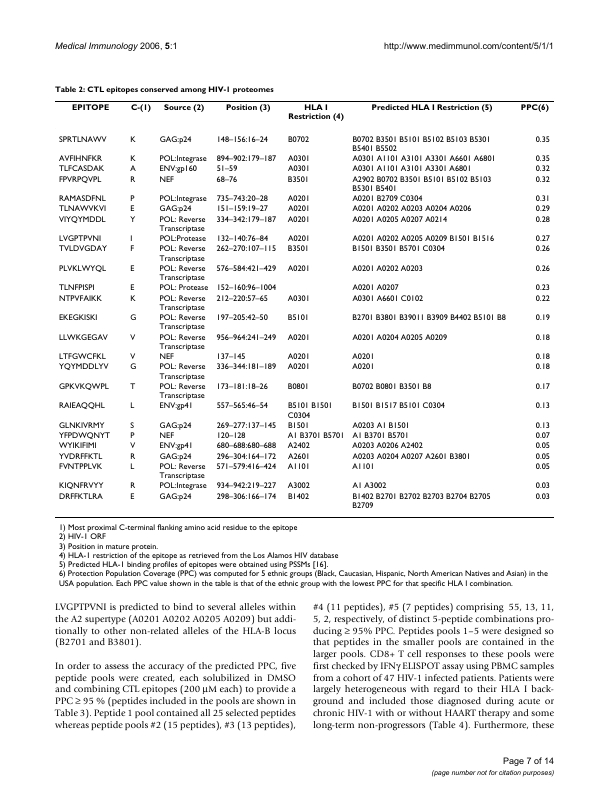 Medical Immunology 2006, 5:1 http://www.medimmunol.com/content/5/1/1
Table 2: CTL epitopes conserved among HIV-1 proteomes
EPITOPE C-(1) Source (2) Position (3) HLA I Predicted HLA I Restriction (5) PPC(6)
Restriction (4)
SPRTLNAWV K GAG:p24 148–156:16–24 B0702 B0702 B3501 B5101 B5102 B5103 B5301 0.35
B5401 B5502
AVFIHNFKR K POL:Integrase 894–902:179–187 A0301 A0301 A1101 A3101 A3301 A6601 A6801 0.35
TLFCASDAK A ENV:gp160 51–59 A0301 A0301 A1101 A3101 A3301 A6801 0.32
FPVRPQVPL R NEF 68–76 B3501 A2902 B0702 B3501 B5101 B5102 B5103 0.32
B5301 B5401
RAMASDFNL P POL:Integrase 735–743:20–28 A0201 A0201 B2709 C0304 0.31
TLNAWVKVI E GAG:p24 151–159:19–27 A0201 A0201 A0202 A0203 A0204 A0206 0.29
VIYQYMDDL Y POL: Reverse 334–342:179–187 A0201 A0201 A0205 A0207 A0214 0.28
Transcriptase
LVGPTPVNI I POL:Protease 132–140:76–84 A0201 A0201 A0202 A0205 A0209 B1501 B1516 0.27
TVLDVGDAY F POL: Reverse 262–270:107–115 B3501 B1501 B3501 B5701 C0304 0.26
Transcriptase
PLVKLWYQL E POL: Reverse 576–584:421–429 A0201 A0201 A0202 A0203 0.26
Transcriptase
TLNFPISPI E POL: Protease 152–160:96–1004 A0201 A0207 0.23
NTPVFAIKK K POL: Reverse 212–220:57–65 A0301 A0301 A6601 C0102 0.22
Transcriptase
EKEGKISKI G POL: Reverse 197–205:42–50 B5101 B2701 B3801 B39011 B3909 B4402 B5101 B8 0.19
Transcriptase
LLWKGEGAV V POL: Reverse 956–964:241–249 A0201 A0201 A0204 A0205 A0209 0.18
Transcriptase
LTFGWCFKL V NEF 137–145 A0201 A0201 0.18
YQYMDDLYV G POL: Reverse 336–344:181–189 A0201 A0201 0.18
Transcriptase
GPKVKQWPL T POL: Reverse 173–181:18–26 B0801 B0702 B0801 B3501 B8 0.17
Transcriptase
RAIEAQQHL L ENV:gp41 557–565:46–54 B5101 B1501 B1501 B1517 B5101 C0304 0.13
C0304
GLNKIVRMY S GAG:p24 269–277:137–145 B1501 A0203 A1 B1501 0.13
YFPDWQNYT P NEF 120–128 A1 B3701 B5701 A1 B3701 B5701 0.07
WYIKIFIMI V ENV:gp41 680–688:680–688 A2402 A0203 A0206 A2402 0.05
YVDRFFKTL R GAG:p24 296–304:164–172 A2601 A0203 A0204 A0207 A2601 B3801 0.05
FVNTPPLVK L POL: Reverse 571–579:416–424 A1101 A1101 0.05
Transcriptase
KIQNFRVYY R POL:Integrase 934–942:219–227 A3002 A1 A3002 0.03
DRFFKTLRA E GAG:p24 298–306:166–174 B1402 B1402 B2701 B2702 B2703 B2704 B2705 0.03
B2709
1) Most proximal C-terminal flanking amino acid residue to the epitope
2) HIV-1 ORF
3) Position in mature protein.
4) HLA-1 restriction of the epitope as retrieved from the Los Alamos HIV database
5) Predicted HLA-1 binding profiles of epitopes were obtained using PSSMs [16].
6) Protection Population Coverage (PPC) was computed for 5 ethnic groups (Black, Caucasian, Hispanic, North American Natives and Asian) in the
USA population. Each PPC value shown in the table is that of the ethnic group with the lowest PPC for that specific HLA I combination.
LVGPTPVNI is predicted to bind to several alleles within
the A2 supertype (A0201 A0202 A0205 A0209) but addi-
tionally to other non-related alleles of the HLA-B locus
(B2701 and B3801).
In order to assess the accuracy of the predicted PPC, five
peptide pools were created, each solubilized in DMSO
and combining CTL epitopes (200 μM each) to provide a
PPC ≥ 95 % (peptides included in the pools are shown in
Table 3). Peptide 1 pool contained all 25 selected peptides
whereas peptide pools #2 (15 peptides), #3 (13 peptides),
#4 (11 peptides), #5 (7 peptides) comprising 55, 13, 11,
5, 2, respectively, of distinct 5-peptide combinations pro-
ducing ≥ 95% PPC. Peptides pools 1–5 were designed so
that peptides in the smaller pools are contained in the
larger pools. CD8+ T cell responses to these pools were
first checked by IFNγ ELISPOT assay using PBMC samples
from a cohort of 47 HIV-1 infected patients. Patients were
largely heterogeneous with regard to their HLA I back-
ground and included those diagnosed during acute or
chronic HIV-1 with or without HAART therapy and some
long-term non-progressors (Table 4). Furthermore, these
Page 7 of 14
(page number not for citation purposes)